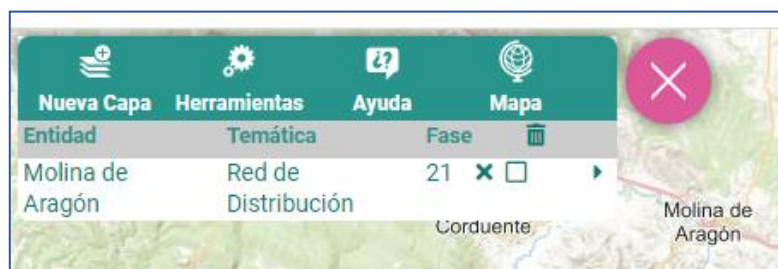 Nueva Capa Herramientas Ayuda Mapa
Entidad Temática Fase
Molina de Red de 21
Aragón Distribución
Corduente
Molina de
Aragón